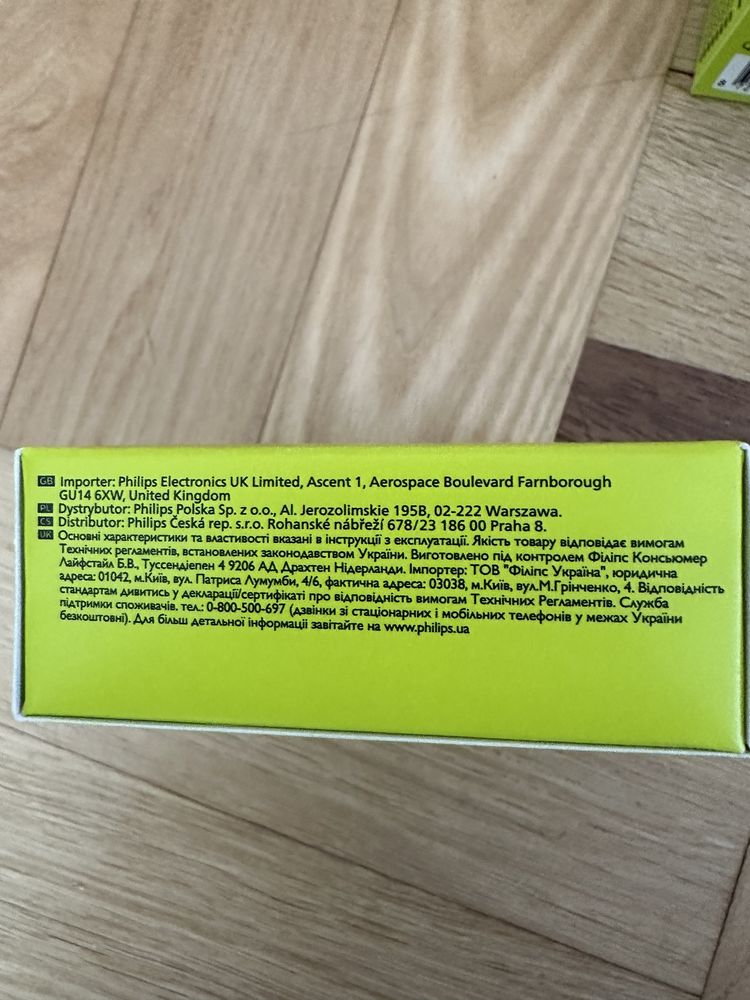 GB Importer: Philips Electronics UK Limited, Ascent 1, Aerospace Boulevard Farnborough
GU14 6XW, United Kingdom
PL Dystrybutor: Philips Polska Sp. z o.o., Al. Jerozolimskie 195B, 02-222 Warszawa.
CS Distributor: Philips Česká rep. s.r.o. Rohanské nábřeží 678/23 186 00 Praha 8.
UK Основні характеристики та властивості вказані в інструкції з експлуатації. Якість товару відповідає вимогам
Технічних регламентів, встановлених законодавством України. Виготовлено під контролем Філіпс Консьюмер
Лайфстайл Б.В., Туссендієпен 4 9206 АД Драхтен Нідерланди. Імпортер: ТОВ "Філіпс Україна", юридична
адреса: 01042, м.Київ, вул. Патриса Лумумби, 4/6, фактична адреса: 03038, м.Київ, вул.М.Грінченко, 4. Відповідність
стандартам дивитись у декларації/сертифікаті про відповідність вимогам Технічних Регламентів. Служба
підтримки споживачів. тел.: 0-800-500-697 (дзвінки зі стаціонарних і мобільних телефонів у межах України
безкоштовні). Для більш детальної інформації завітайте на www.philips.ua